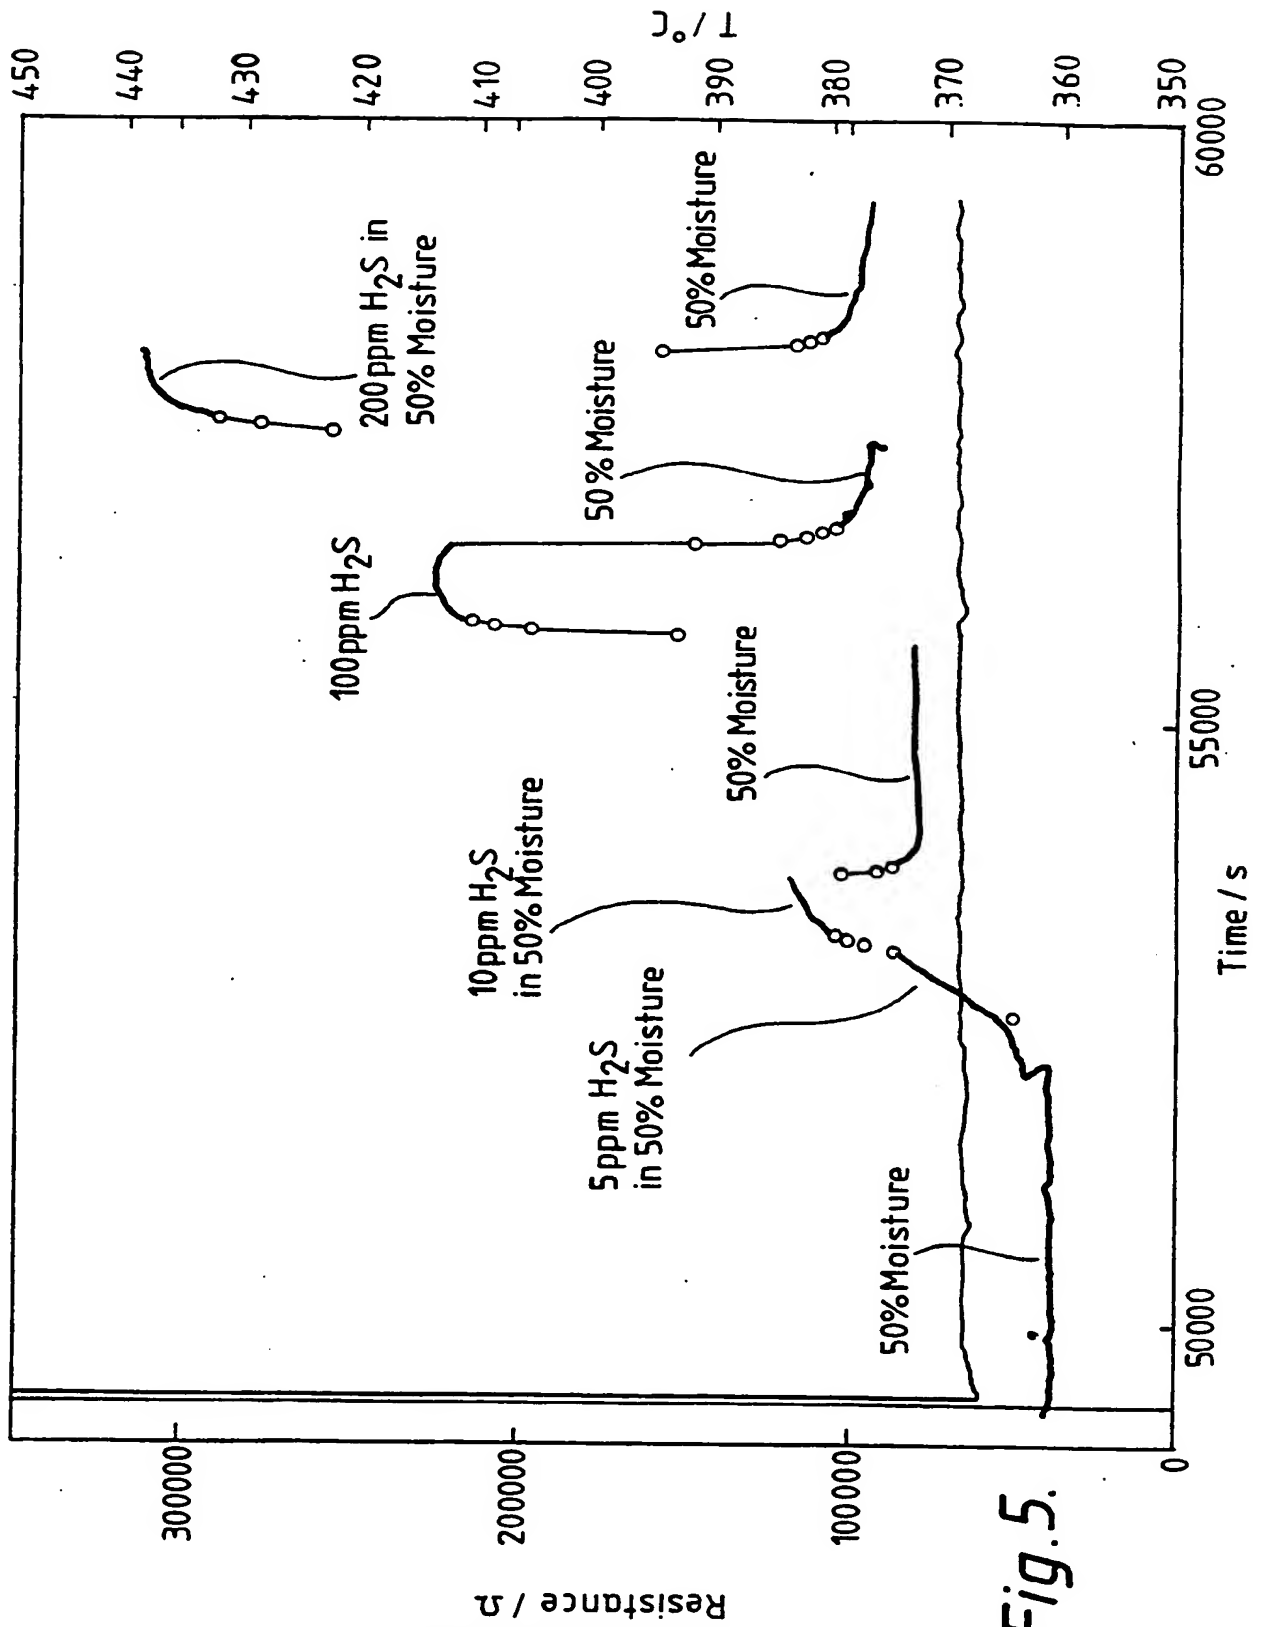 Resistance / Ω
300000
200000
100000
0
50000
55000
60000
Time / s
450
440
430
420
410
400
390
380
370
360
350
T / °C
200ppm H2S in
50% Moisture
100ppm H2S
50% Moisture
50% Moisture
10ppm H2S
in 50% Moisture
50% Moisture
5ppm H2S
in 50% Moisture
50% Moisture
Fig.5.